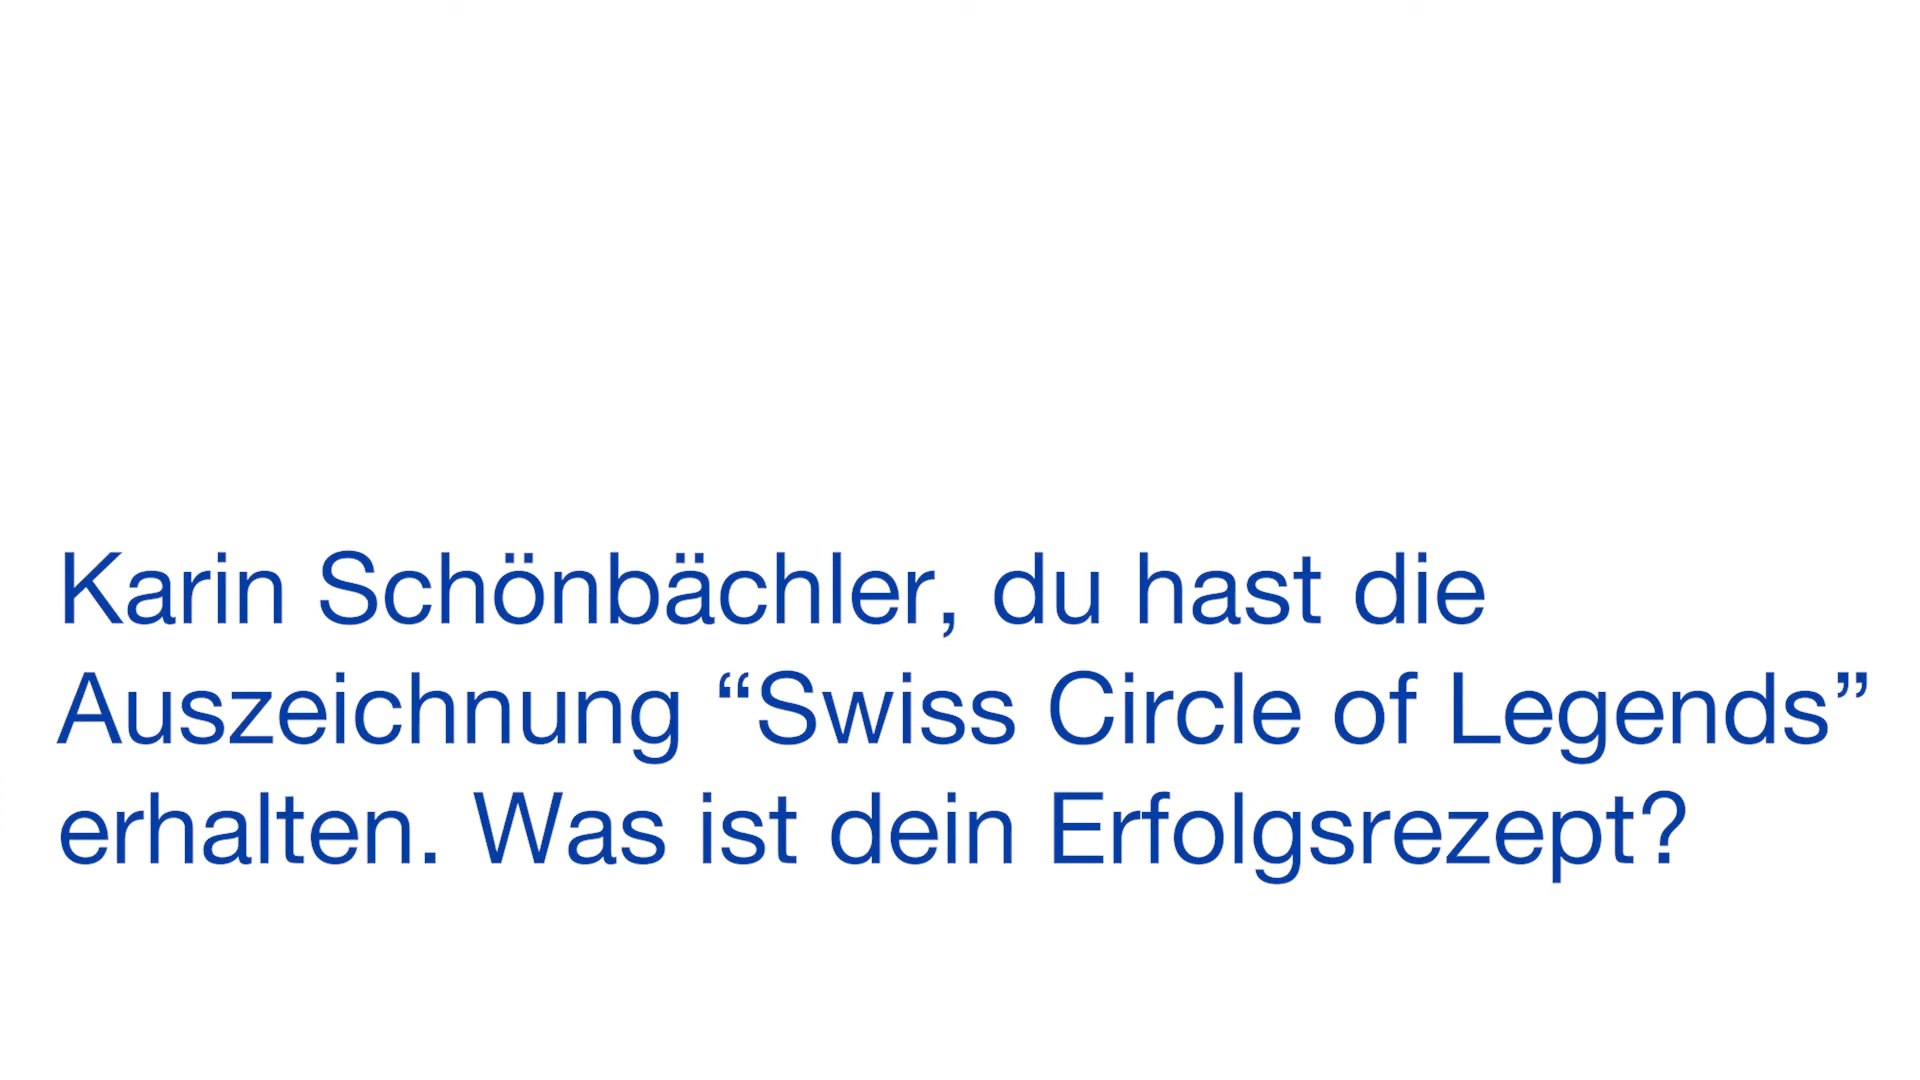 Karin Schönbächler, du hast die
Auszeichnung “Swiss Circle of Legends”
erhalten. Was ist dein Erfolgsrezept?